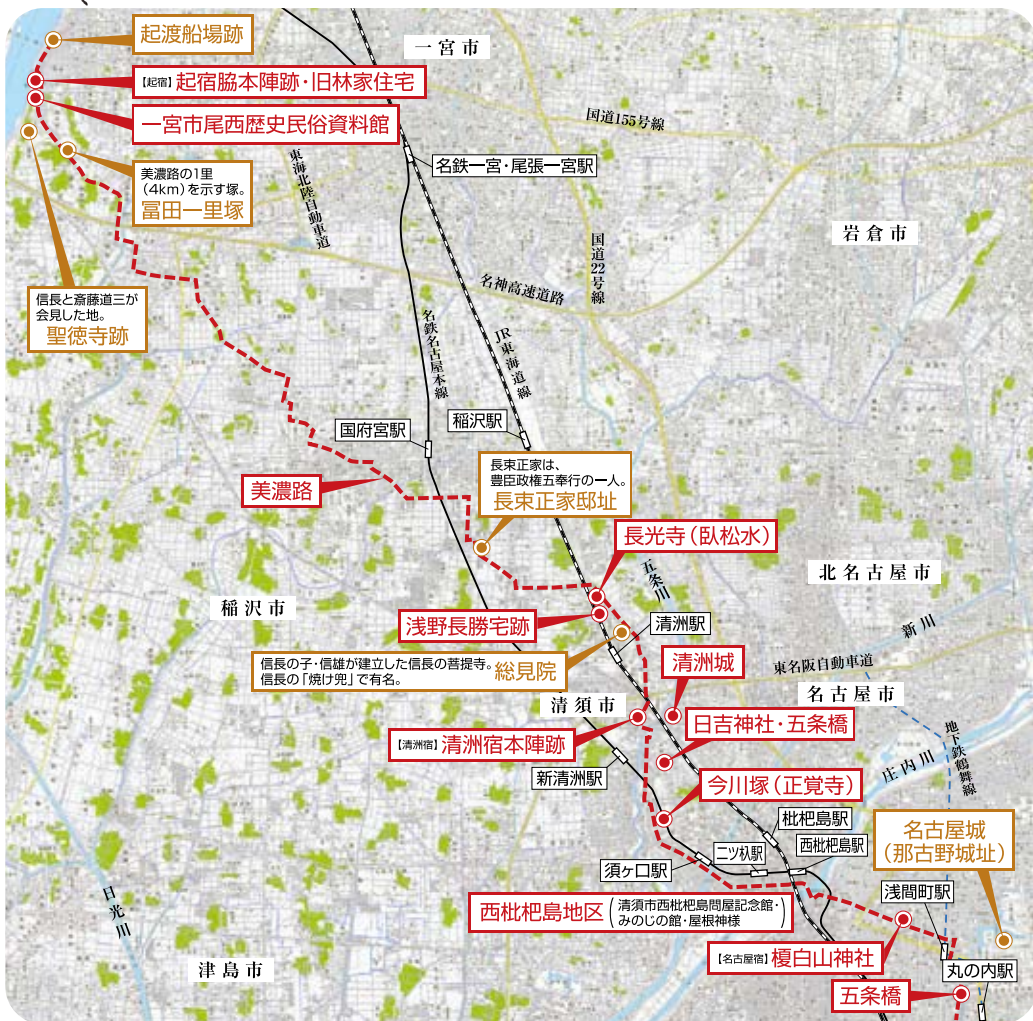 起渡船場跡
一宮市
【起宿】起宿脇本陣跡・旧林家住宅
一宮市尾西歴史民俗資料館
国道155号線
東海北陸自動車道
名鉄一宮・尾張一宮駅
美濃路の1里
(4km)を示す塚。
冨田一里塚
岩倉市
国道22号線
名神高速道路
信長と斎藤道三が
会見した地。
聖徳寺跡
名鉄名古屋本線
JR東海道線
国府宮駅
稲沢駅
美濃路
長束正家は、
豊臣政権五奉行の一人。
長束正家邸址
長光寺(臥松水)
五条川
北名古屋市
稲沢市
浅野長勝宅跡
清洲駅
新川
信長の子・信雄が建立した信長の菩提寺。
信長の「焼け兜」で有名。
総見院
清洲城
東名阪自動車道
名古屋市
清須市
日吉神社・五条橋
【清洲宿】清洲宿本陣跡
地下鉄鶴舞線
庄内川
新清洲駅
今川塚(正覚寺)
枇杷島駅
西枇杷島駅
名古屋城
(那古野城址)
二ツ杁駅
須ヶ口駅
浅間町駅
日光川
西枇杷島地区(清須市西枇杷島問屋記念館・
みのじの館・屋根神様)
【名古屋宿】榎白山神社
津島市
丸の内駅
五条橋